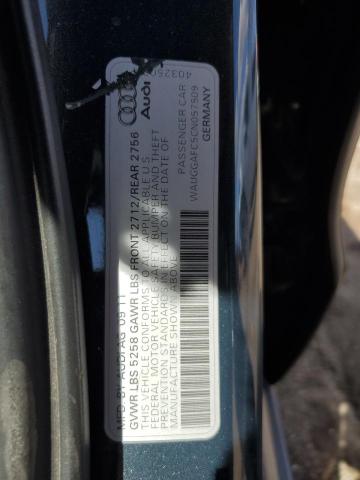 MFD. BY AUDI AG 09 11
GVWR LBS 5258 GAWR LBS FRONT 2712/REAR 2756
THIS VEHICLE CONFORMS TO ALL APPLICABLE U.S.
FEDERAL MOTOR VEHICLE SAFETY BUMPER AND THEFT
PREVENTION STANDARDS IN EFFECT ON THE DATE OF
MANUFACTURE SHOWN ABOVE
PASSENGER CAR
WAUGGAFC5CN057509
GERMANY
Audi